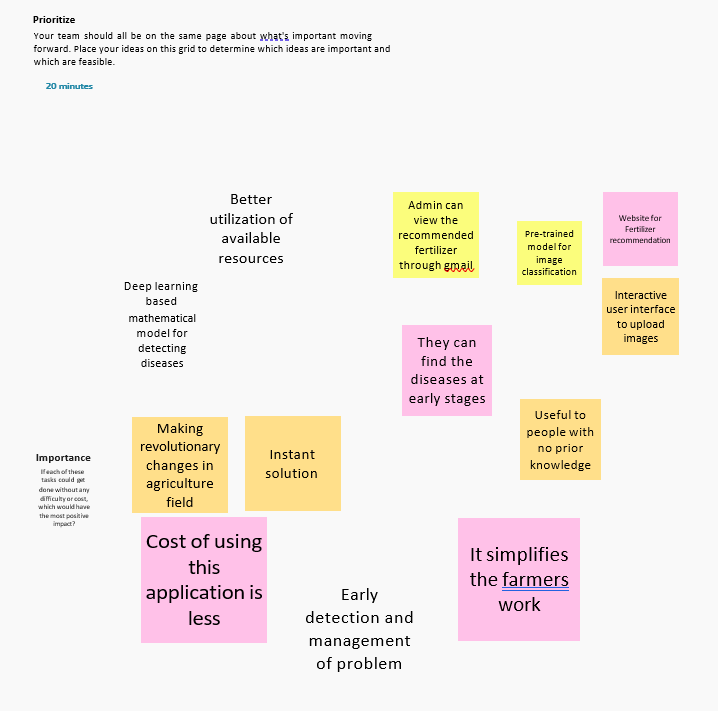 Prioritize
Your team should all be on the same page about what's important moving
forward. Place your ideas on this grid to determine which ideas are important and
which are feasible.
20 minutes
Better
utilization of
available
resources
Admin can
view the
recommended
fertilizer
through gmail
Pre-trained
model for
image
classification
Website for
Fertilizer
recommendation
Deep learning
based
mathematical
model for
detecting
diseases
Interactive
user interface
to upload
images
They can
find the
diseases at
early stages
Useful to
people with
no prior
knowledge
Making
revolutionary
changes in
agriculture
field
Instant
solution
Importance
If each of these
tasks could get
done without any
difficulty or cost,
which would have
the most positive
impact?
Cost of using
this
application is
less
Early
detection and
management
of problem
It simplifies
the farmers
work